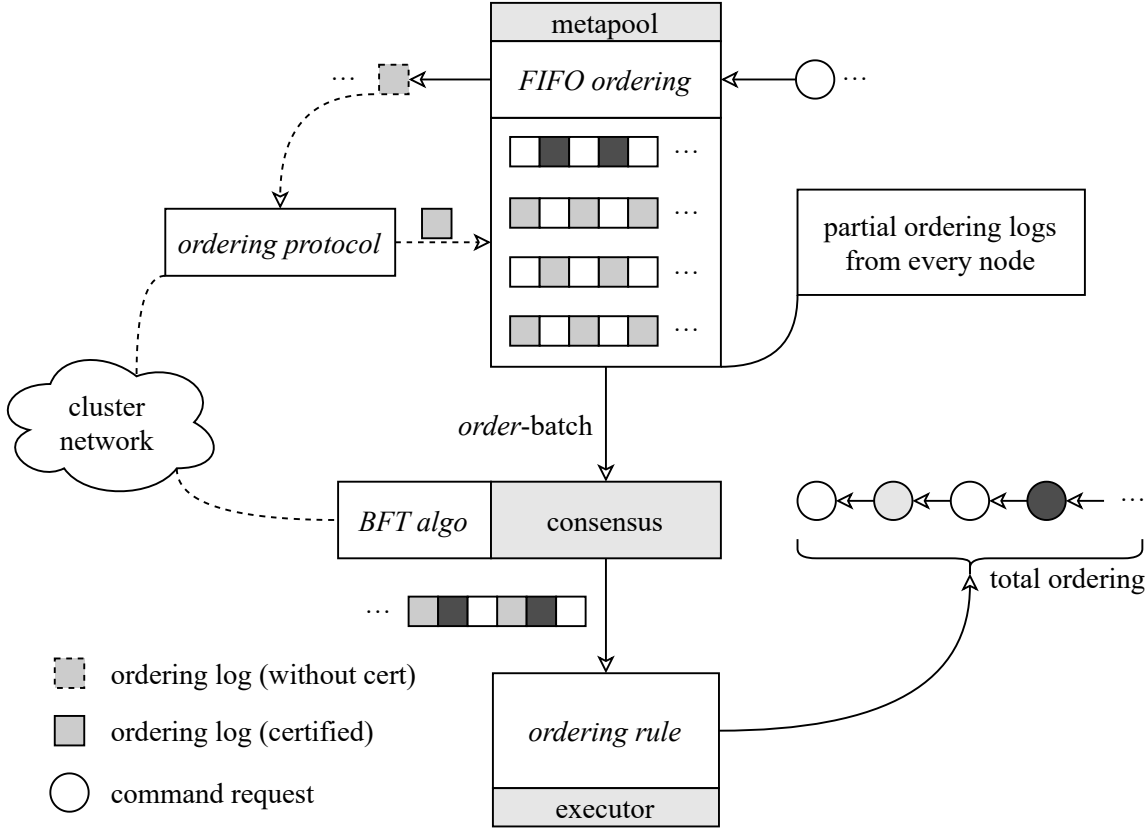 metapool
FIFO ordering
...
...
...
...
...
...
ordering protocol
partial ordering logs
from every node
cluster
network
order-batch
BFT algo
consensus
...
total ordering
...
ordering log (without cert)
ordering log (certified)
command request
ordering rule
executor